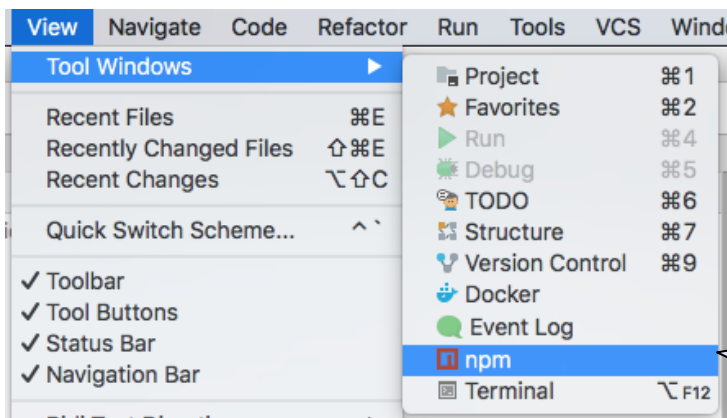 View Navigate Code Refactor Run Tools VCS
Tool Windows ▶
Recent Files ⌘E
Recently Changed Files ⇧⌘E
Recent Changes ⌥⇧C
Quick Switch Scheme... ^`
✓ Toolbar
✓ Tool Buttons
✓ Status Bar
✓ Navigation Bar
Project ⌘1
Favorites ⌘2
Run ⌘4
Debug ⌘5
TODO ⌘6
Structure ⌘7
Version Control ⌘9
Docker
Event Log
npm
Terminal ⌥F12